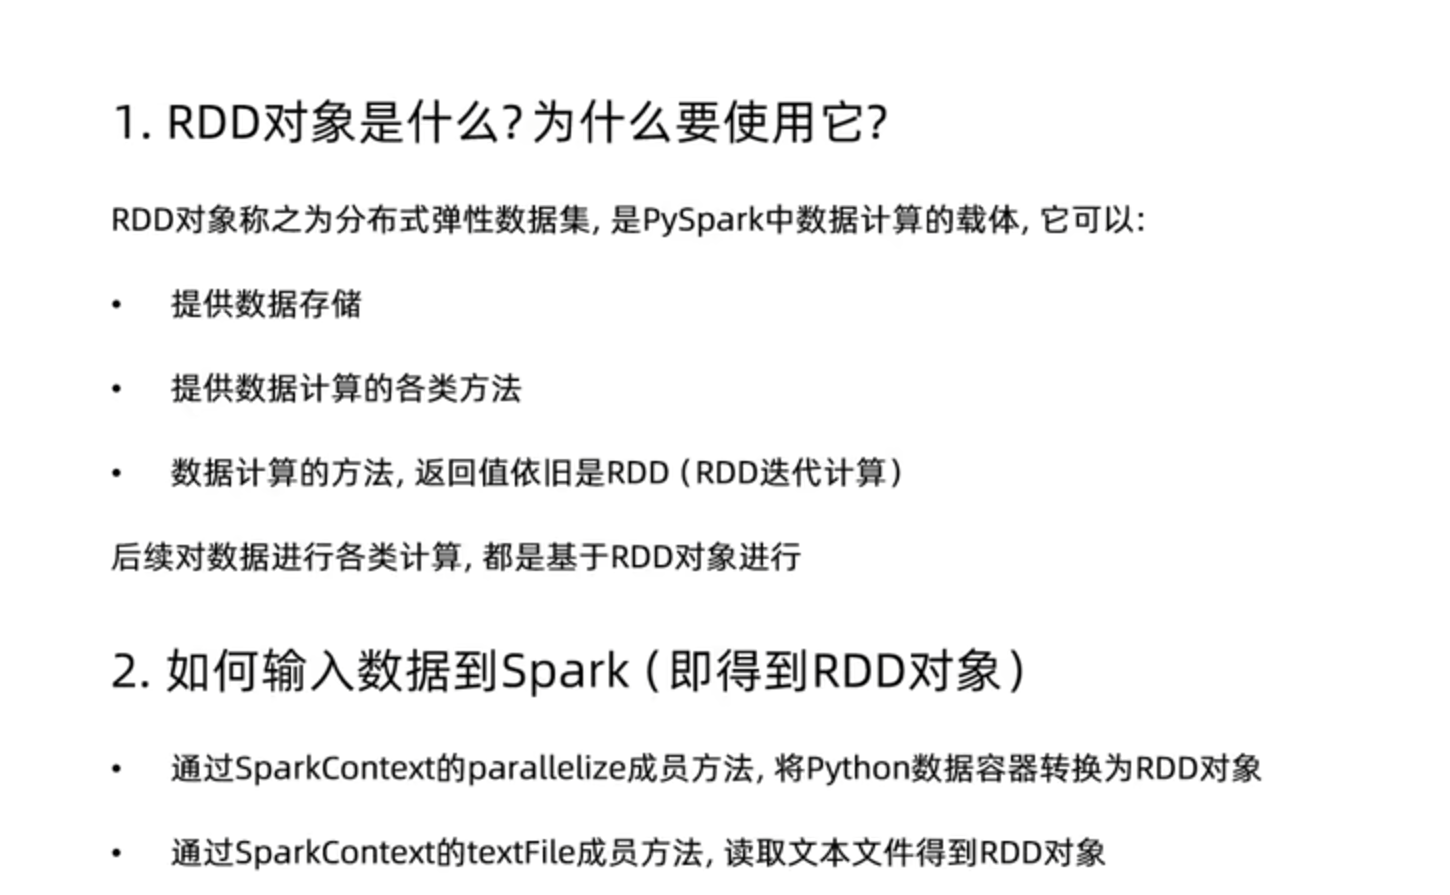 1. RDD对象是什么?为什么要使用它?
RDD对象称之为分布式弹性数据集, 是PySpark中数据计算的载体, 它可以:
• 提供数据存储
• 提供数据计算的各类方法
• 数据计算的方法, 返回值依旧是RDD (RDD迭代计算)
后续对数据进行各类计算, 都是基于RDD对象进行
2. 如何输入数据到Spark (即得到RDD对象)
• 通过SparkContext的parallelize成员方法, 将Python数据容器转换为RDD对象
• 通过SparkContext的textFile成员方法, 读取文本文件得到RDD对象